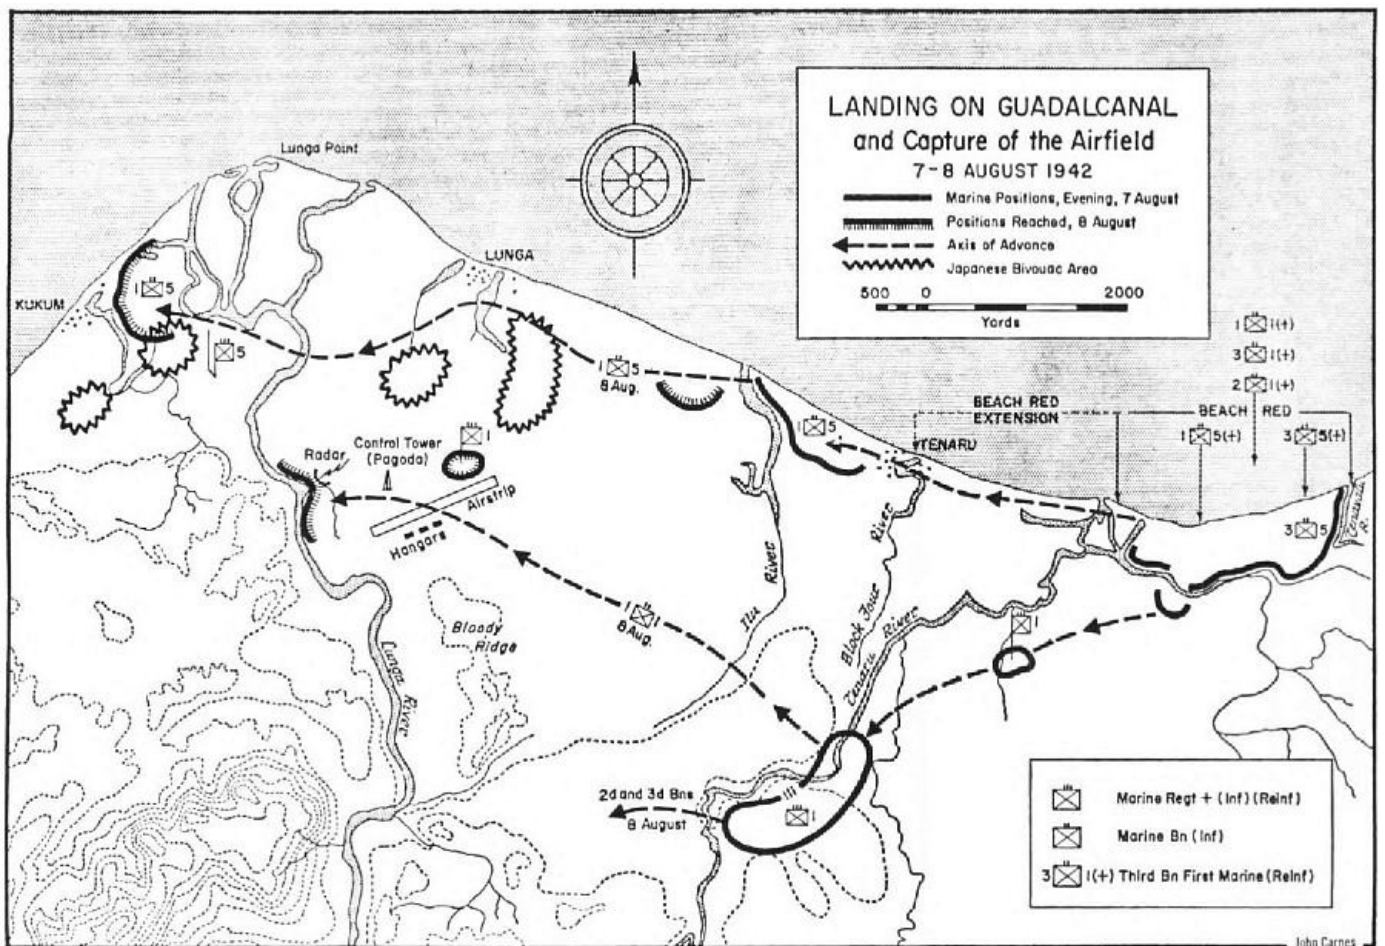 LANDING ON GUADALCANAL
and Capture of the Airfield
7-8 AUGUST 1942
Marine Positions, Evening, 7 August
Positions Reached, 8 August
Axis of Advance
Japanese Bivouac Area
500 0 2000
Yards
Lunga Point
LUNGA
KUKUM
1 5
5
1 5
8 Aug.
1 1(+)
3 1(+)
2 1(+)
BEACH RED
EXTENSION
BEACH RED
1 5(+)
3 5(+)
1 5
TENARU
3 5
Control Tower
(Pagoda)
1
Radar
Airstrip
Hangars
Ilu River
Block Four River
Tenaru River
Lunga River
Bloody
Ridge
1 1
8 Aug.
1
2d and 3d Bns
8 August
1
Marine Regt + (Inf) (Reinf)
Marine Bn (Inf)
3 1(+) Third Bn First Marine (Reinf)
John Carnes